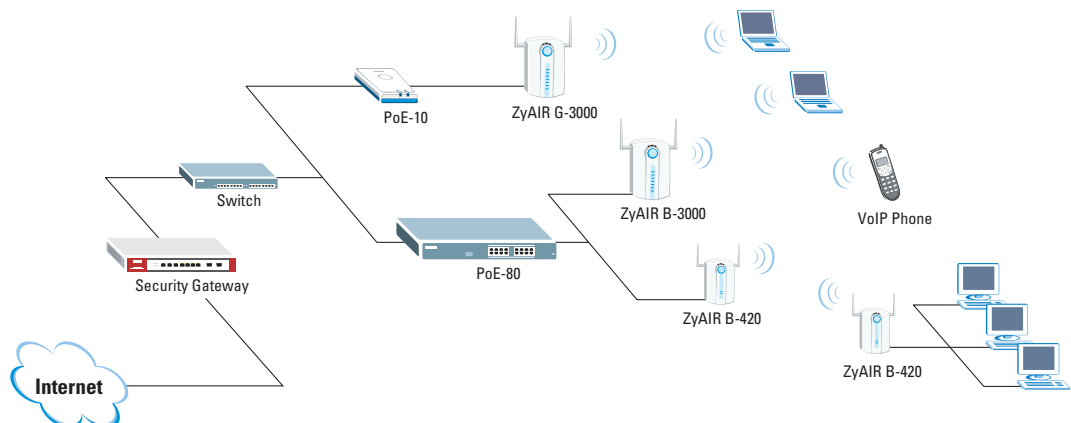 PoE-10
ZyAIR G-3000
Switch
ZyAIR B-3000
VoIP Phone
PoE-80
Security Gateway
ZyAIR B-420
ZyAIR B-420
Internet